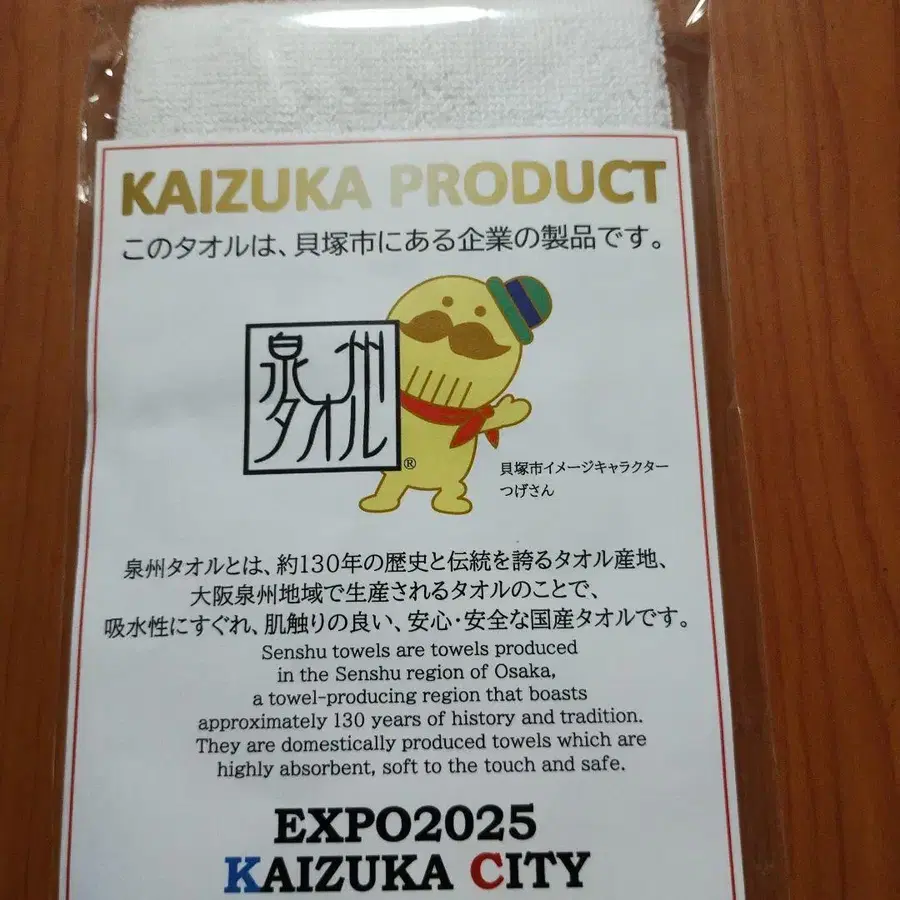 KAIZUKA PRODUCT
このタオルは、貝塚市にある企業の製品です。
泉州
タオル
®
貝塚市イメージキャラクター
つげさん
泉州タオルとは、約130年の歴史と伝統を誇るタオル産地、
大阪泉州地域で生産されるタオルのことで、
吸水性にすぐれ、肌触りの良い、安心・安全な国産タオルです。
Senshu towels are towels produced
in the Senshu region of Osaka,
a towel-producing region that boasts
approximately 130 years of history and tradition.
They are domestically produced towels which are
highly absorbent, soft to the touch and safe.
EXPO2025
KAIZUKA CITY